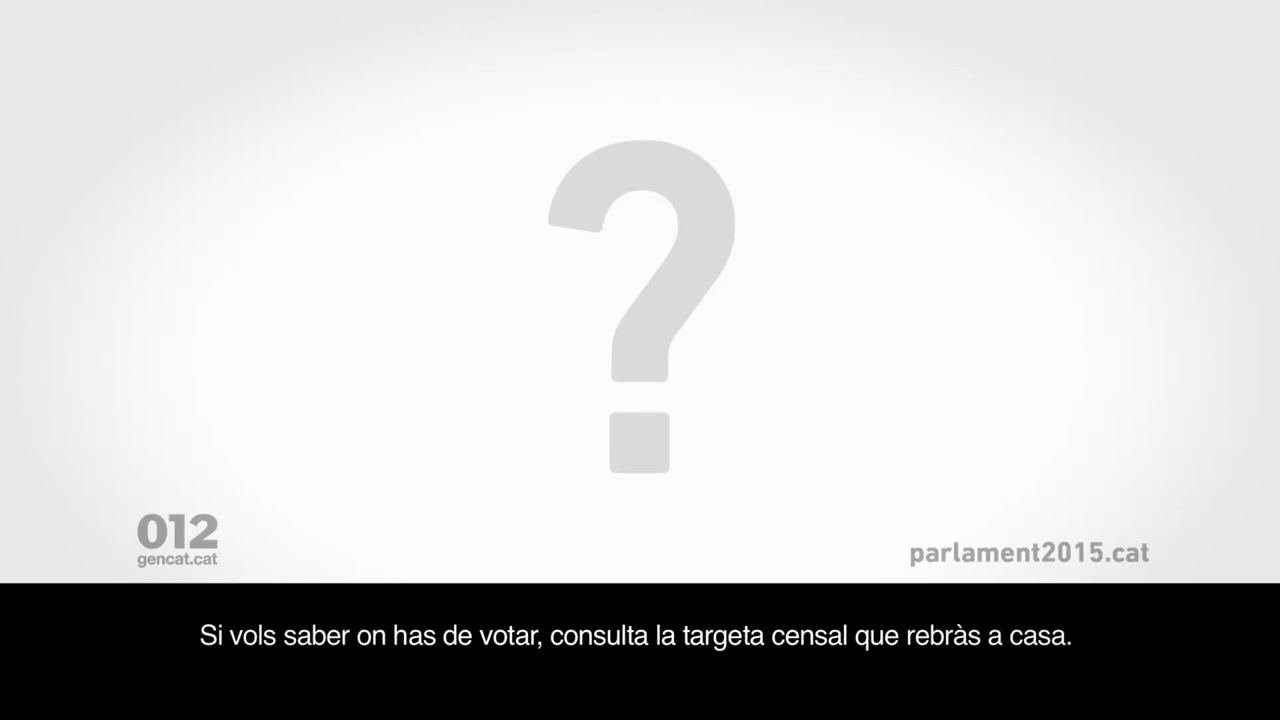 ?
012
gencat.cat
parlament2015.cat
Si vols saber on has de votar, consulta la targeta censal que rebràs a casa.